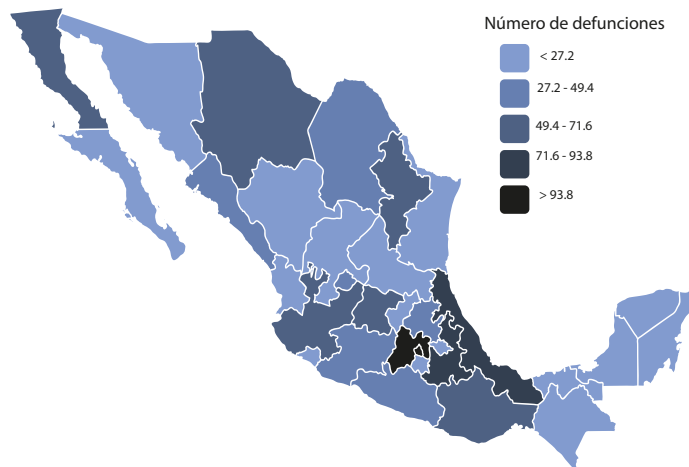 Número de defunciones
< 27.2
27.2 - 49.4
49.4 - 71.6
71.6 - 93.8
> 93.8